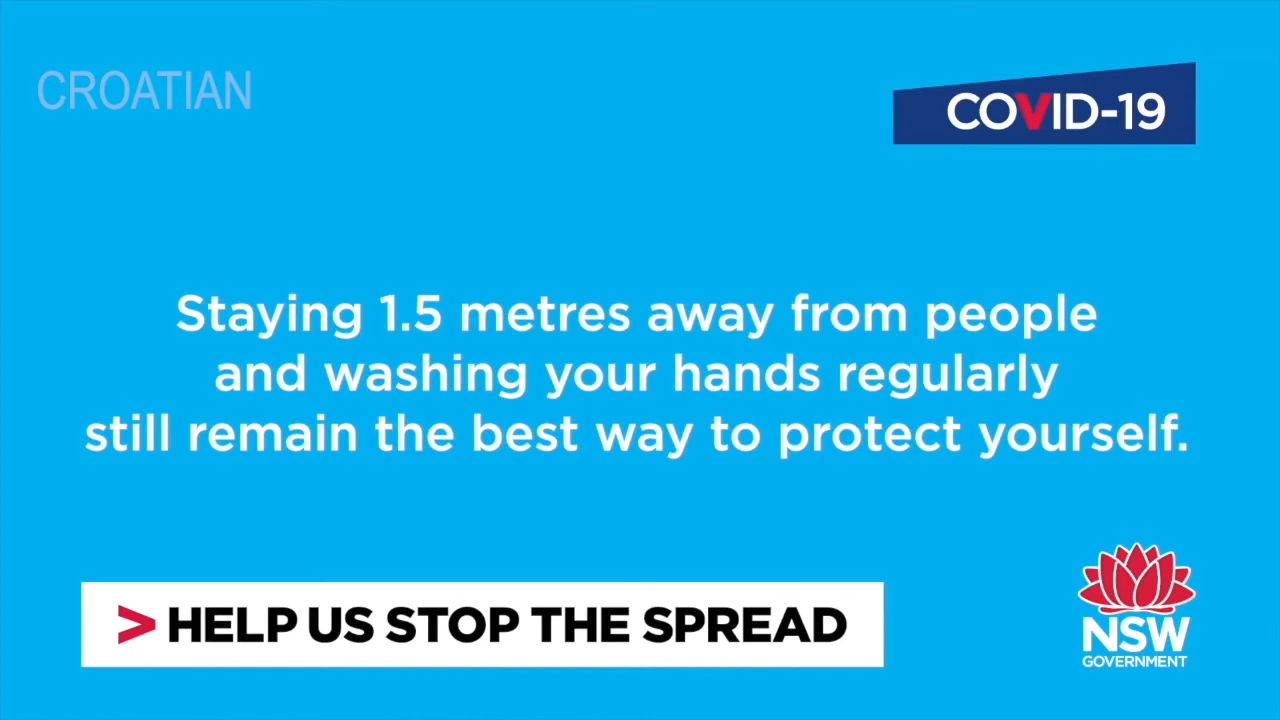 CROATIAN
COVID-19
Staying 1.5 metres away from people
and washing your hands regularly
still remain the best way to protect yourself.
> HELP US STOP THE SPREAD
NSW
GOVERNMENT